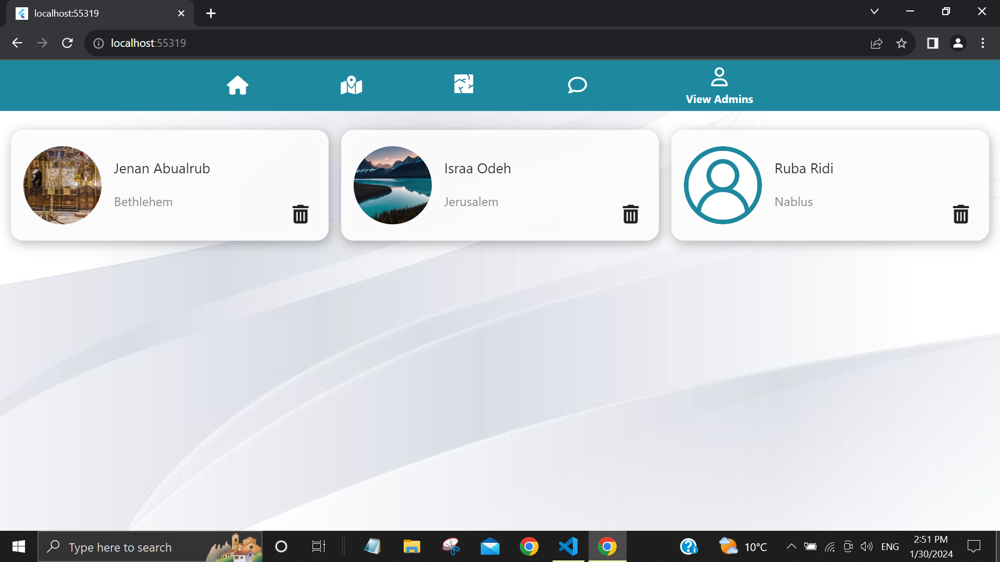 localhost:55319
localhost:55319
View Admins
Jenan Abualrub
Bethlehem
Israa Odeh
Jerusalem
Ruba Ridi
Nablus
Type here to search
10°C
ENG
2:51 PM
1/30/2024